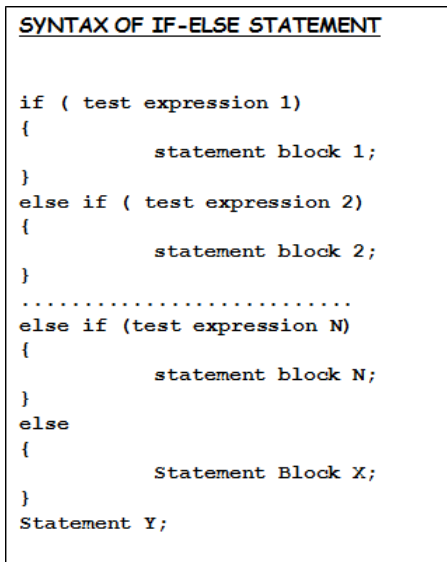 SYNTAX OF IF-ELSE STATEMENT
if ( test expression 1)
{
statement block 1;
}
else if ( test expression 2)
{
statement block 2;
}
...........................
else if (test expression N)
{
statement block N;
}
else
{
Statement Block X;
}
Statement Y;